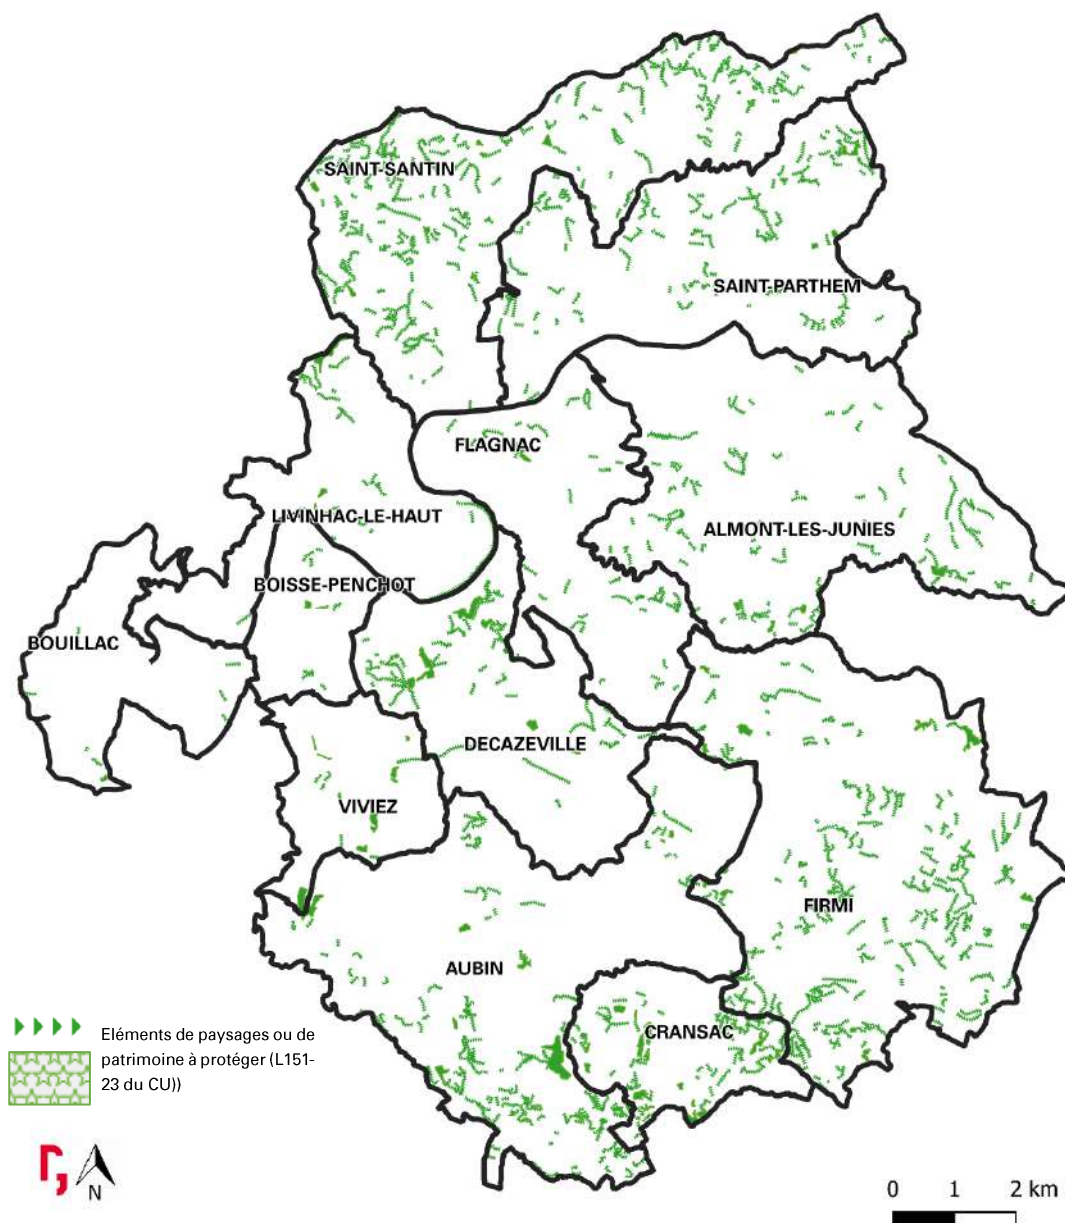 SAINT-SANTIN
SAINT-PARTHEM
FLAGNAC
LIVINHAC-LE-HAUT
ALMONT-LES-JUNIES
BOISSE-PENCHOT
BOUILLAC
DECAZEVILLE
VIVIEZ
FIRMI
AUBIN
CRANSAC
Eléments de paysages ou de
patrimoine à protéger (L151-
23 du CU))
N
0 1 2 km